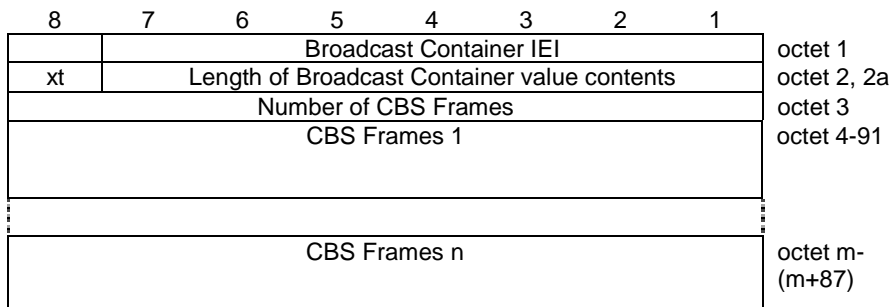 8 7 6 5 4 3 2 1
Broadcast Container IEI octet 1
xt Length of Broadcast Container value contents octet 2, 2a
Number of CBS Frames octet 3
CBS Frames 1 octet 4-91
CBS Frames n octet m-
(m+87)